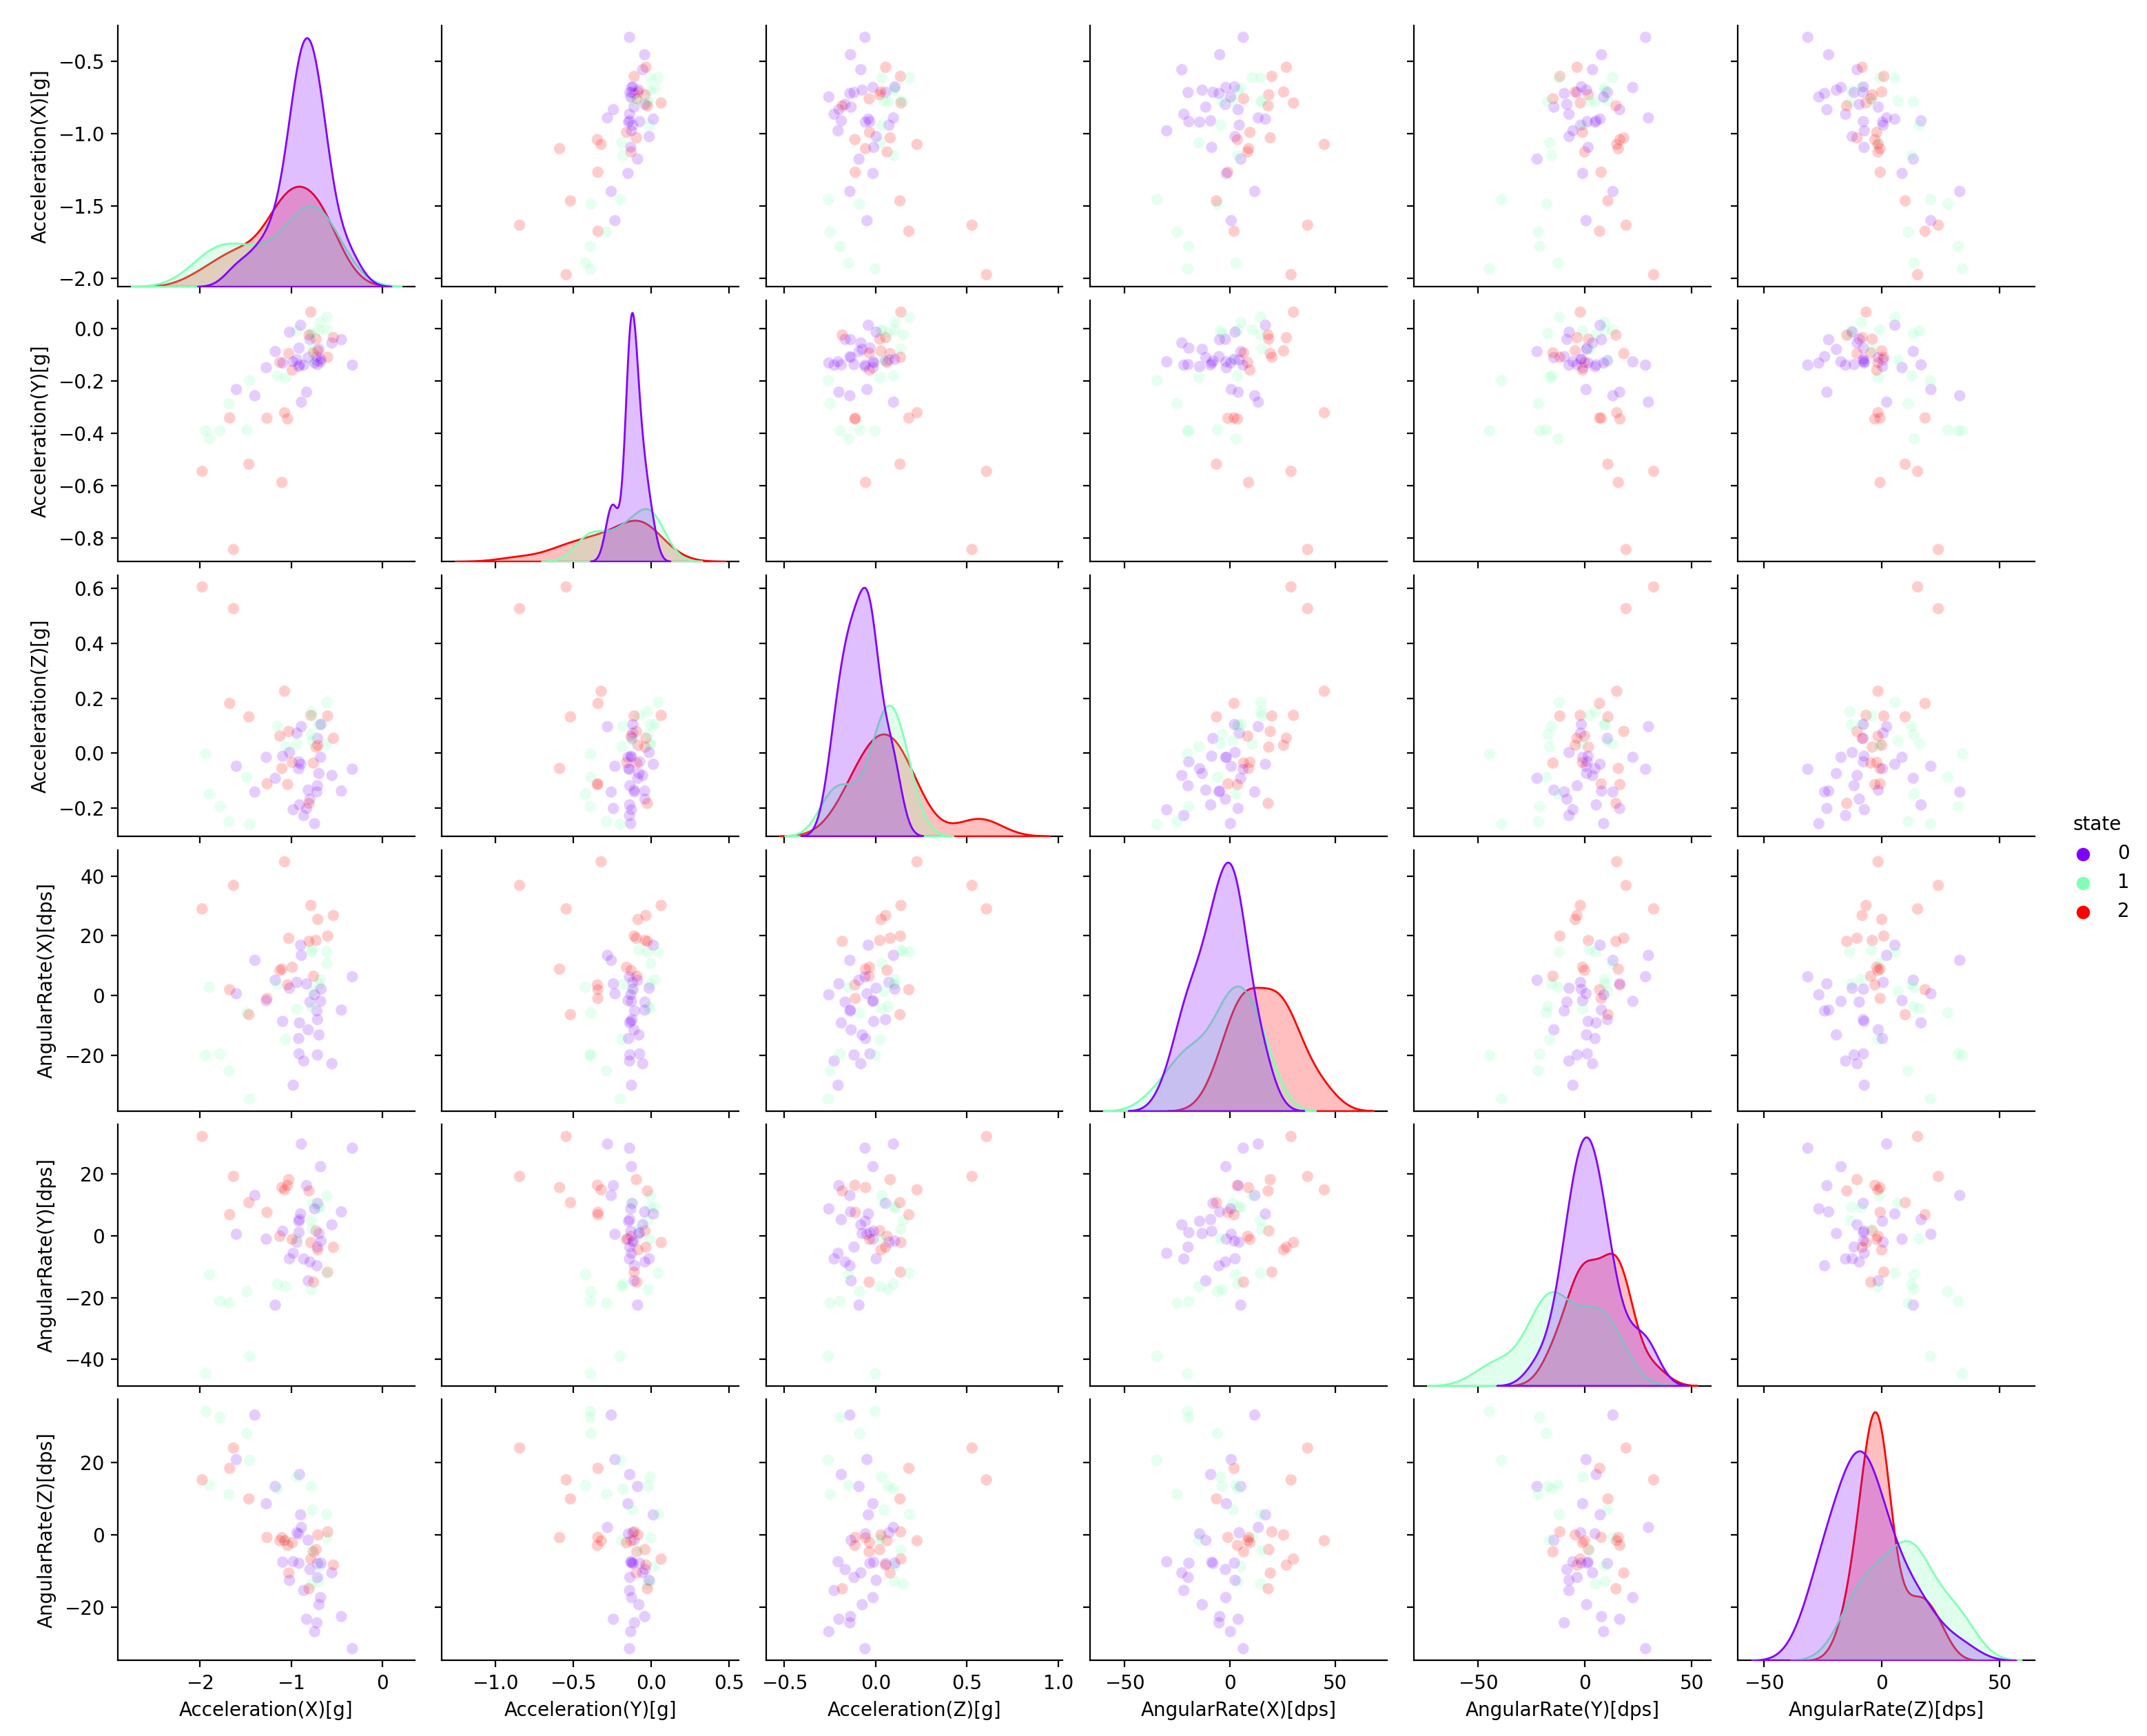 Acceleration(X)[g]
−0.5
−1.0
−1.5
−2.0
Acceleration(Y)[g]
0.0
−0.2
−0.4
−0.6
−0.8
Acceleration(Z)[g]
0.6
0.4
0.2
0.0
−0.2
AngularRate(X)[dps]
40
20
0
−20
AngularRate(Y)[dps]
20
0
−20
−40
AngularRate(Z)[dps]
20
0
−20
−2 −1 0
−1.0 −0.5 0.0 0.5
−0.5 0.0 0.5 1.0
−50 0 50
−50 0 50
−50 0 50
Acceleration(X)[g]
Acceleration(Y)[g]
Acceleration(Z)[g]
AngularRate(X)[dps]
AngularRate(Y)[dps]
AngularRate(Z)[dps]
state
0
1
2